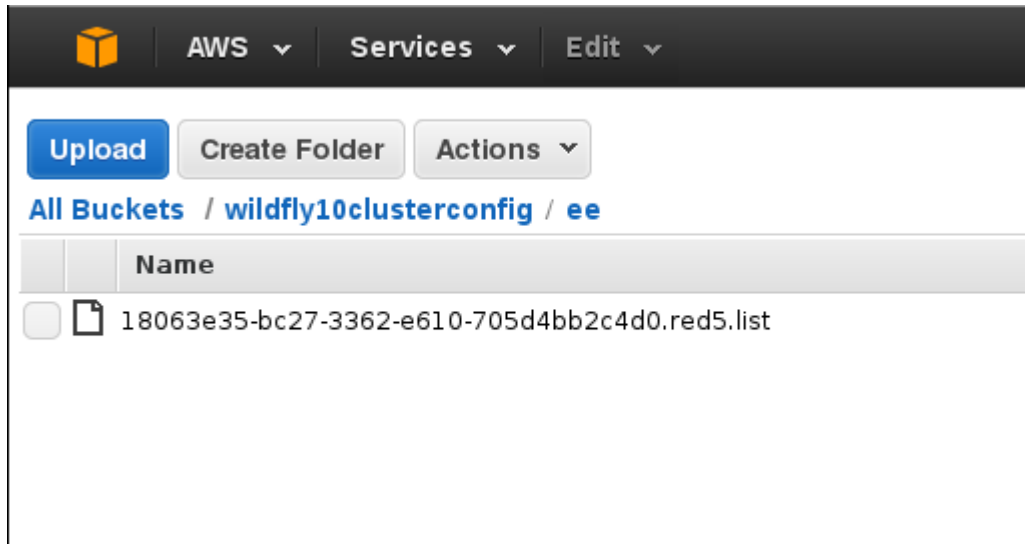 AWS Services Edit
Upload Create Folder Actions
All Buckets / wildfly10clusterconfig / ee
Name
18063e35-bc27-3362-e610-705d4bb2c4d0.red5.list